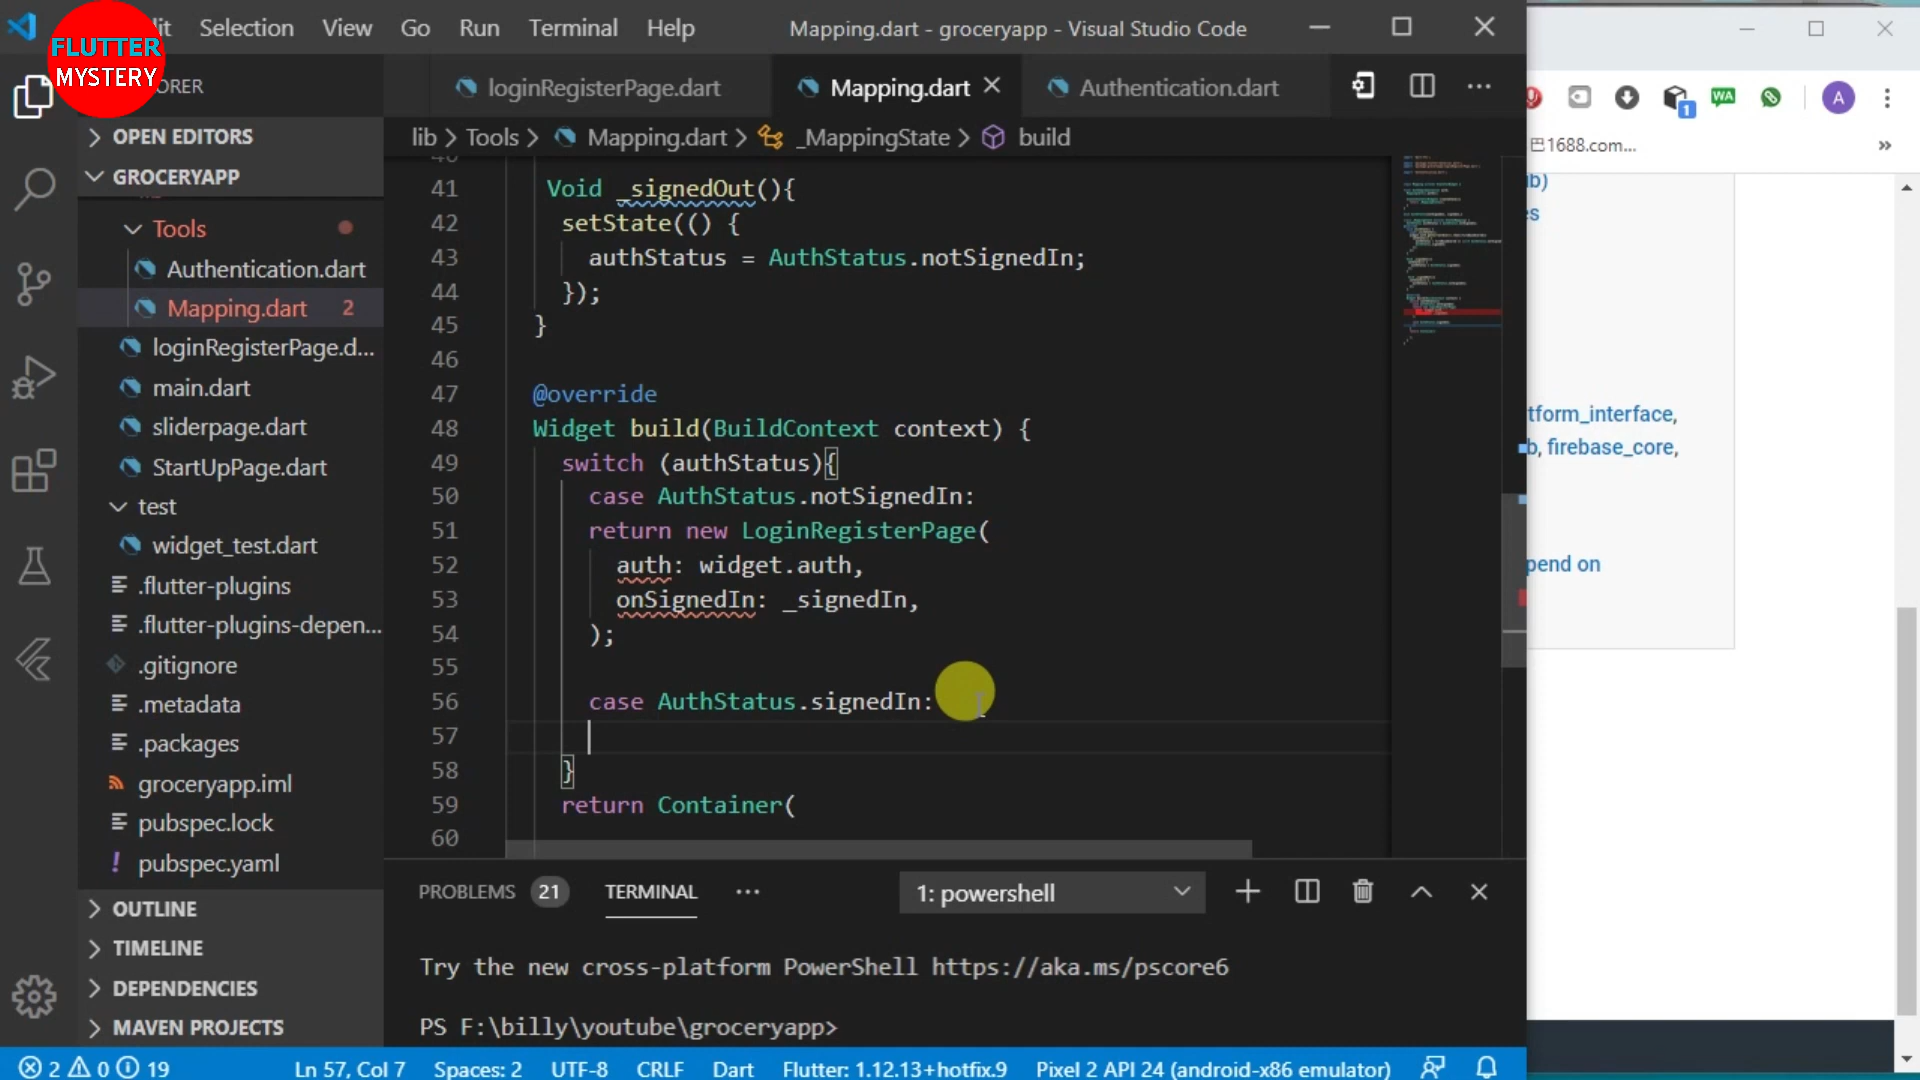 FLUTTER
MYSTERY
Selection View Go Run Terminal Help
Mapping.dart - groceryapp - Visual Studio Code
loginRegisterPage.dart
Mapping.dart
Authentication.dart
lib > Tools > Mapping.dart > _MappingState > build
OPEN EDITORS
GROCERYAPP
Tools
Authentication.dart
Mapping.dart 2
loginRegisterPage.d...
main.dart
sliderpage.dart
StartUpPage.dart
test
widget_test.dart
.flutter-plugins
.flutter-plugins-depen...
.gitignore
.metadata
.packages
groceryapp.iml
pubspec.lock
pubspec.yaml
OUTLINE
TIMELINE
DEPENDENCIES
MAVEN PROJECTS
41 Void _signedOut(){
42 setState(() {
43 authStatus = AuthStatus.notSignedIn;
44 });
45 }
46
47 @override
48 Widget build(BuildContext context) {
49 switch (authStatus){
50 case AuthStatus.notSignedIn:
51 return new LoginRegisterPage(
52 auth: widget.auth,
53 onSignedIn: _signedIn,
54 );
55
56 case AuthStatus.signedIn:
57
58 }
59 return Container(
60
PROBLEMS 21 TERMINAL ...
1: powershell
Try the new cross-platform PowerShell https://aka.ms/pscore6
PS F:\billy\youtube\groceryapp>
2 0 19
Ln 57, Col 7 Spaces: 2 UTF-8 CRLF Dart Flutter: 1.12.13+hotfix.9 Pixel 2 API 24 (android-x86 emulator)
1
WA
A
1688.com...
tform_interface,
firebase_core,
pend on